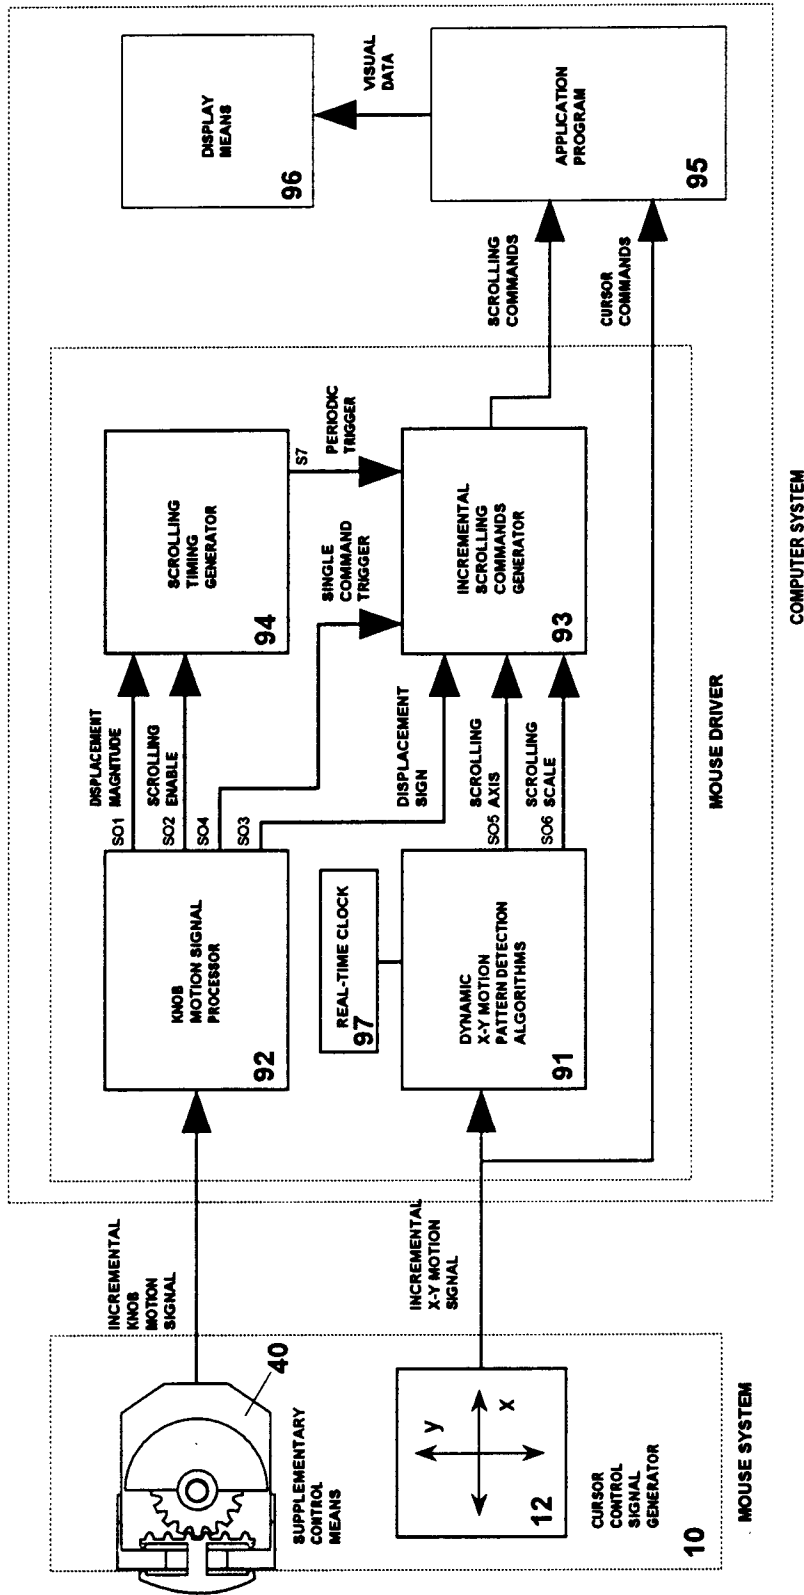 INCREMENTAL
KNOB
MOTION
SIGNAL
40
SUPPLEMENTARY
CONTROL
MEANS
INCREMENTAL
X-Y MOTION
SIGNAL
y
x
12
CURSOR
CONTROL
SIGNAL
GENERATOR
10
MOUSE SYSTEM
KNOB
MOTION SIGNAL
PROCESSOR
92
SO1
SO2
SO4
SO3
DISPLACEMENT
MAGNITUDE
SCROLLING
ENABLE
REAL-TIME CLOCK
97
DYNAMIC
X-Y MOTION
PATTERN DETECTION
ALGORITHMS
91
DISPLACEMENT
SIGN
SO5
SCROLLING
AXIS
SO6
SCROLLING
SCALE
SCROLLING
TIMING
GENERATOR
94
S7
PERIODIC
TRIGGER
SINGLE
COMMAND
TRIGGER
INCREMENTAL
SCROLLING
COMMANDS
GENERATOR
93
MOUSE DRIVER
SCROLLING
COMMANDS
CURSOR
COMMANDS
DISPLAY
MEANS
96
VISUAL
DATA
APPLICATION
PROGRAM
95
COMPUTER SYSTEM